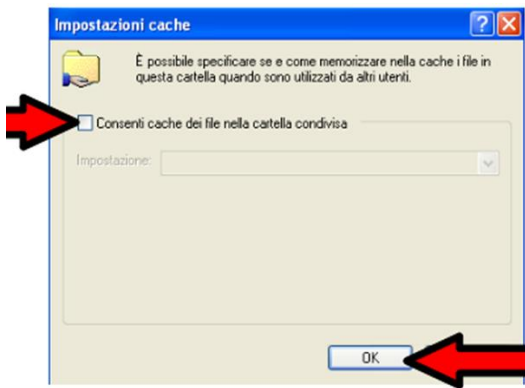 Impostazioni cache
È possibile specificare se e come memorizzare nella cache i file in
questa cartella quando sono utilizzati da altri utenti.
Consenti cache dei file nella cartella condivisa
Impostazione:
OK